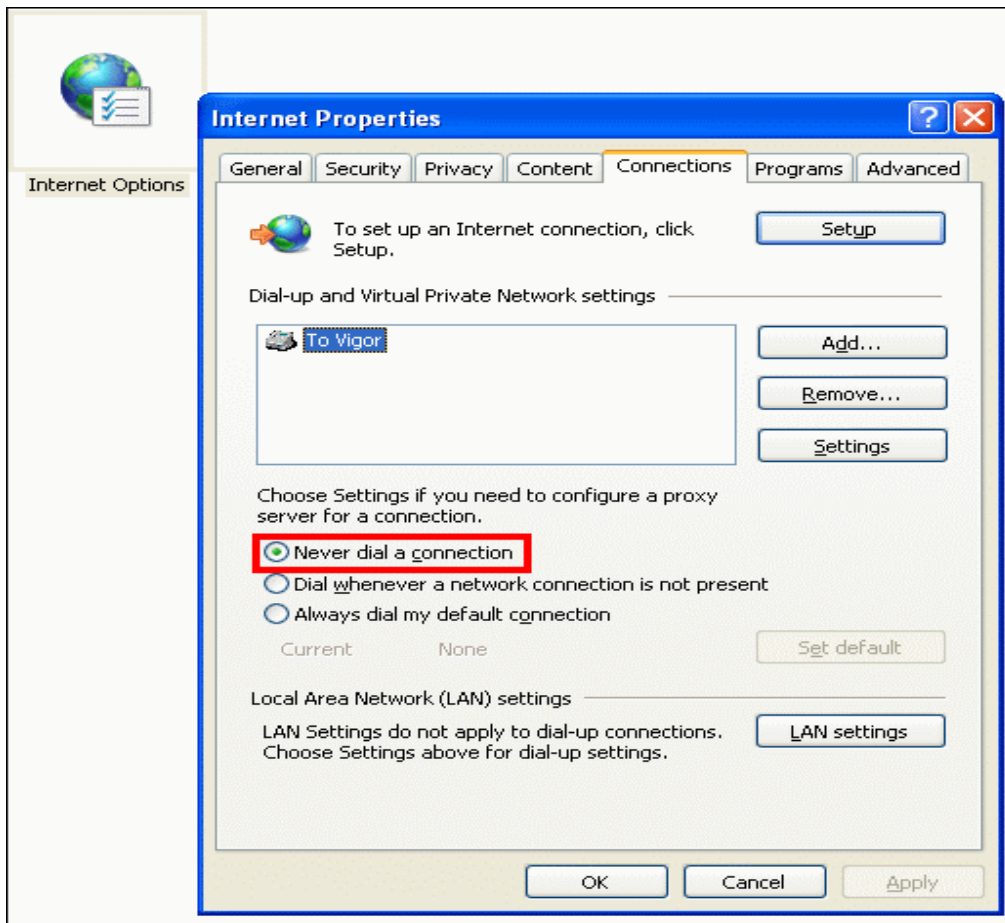 Internet Options
Internet Properties
General Security Privacy Content Connections Programs Advanced
To set up an Internet connection, click
Setup.
Setup
Dial-up and Virtual Private Network settings
To Vigor
Add...
Remove...
Settings
Choose Settings if you need to configure a proxy
server for a connection.
Never dial a connection
Dial whenever a network connection is not present
Always dial my default connection
Current None Set default
Local Area Network (LAN) settings
LAN Settings do not apply to dial-up connections.
Choose Settings above for dial-up settings.
LAN settings
OK Cancel Apply